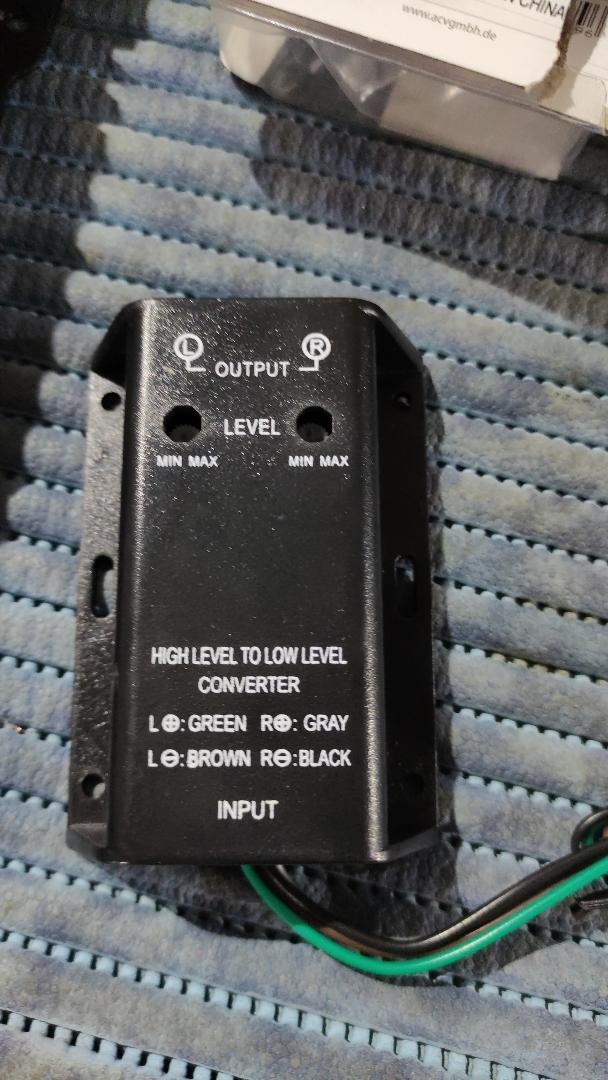 N CHINA
www.acvgmbh.de
L R
OUTPUT
LEVEL
MIN MAX MIN MAX
HIGH LEVEL TO LOW LEVEL
CONVERTER
L⊕:GREEN R⊕: GRAY
L⊖:BROWN R⊖:BLACK
INPUT